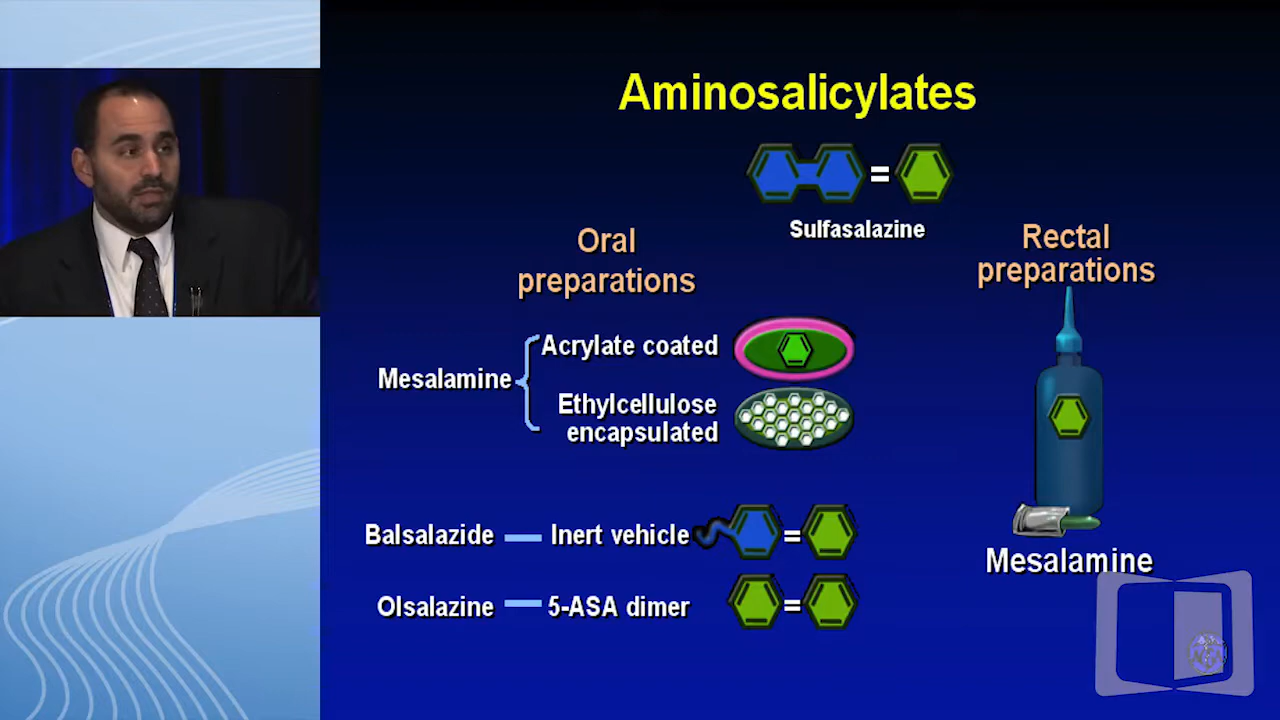 Aminosalicylates
=
Sulfasalazine
Oral
preparations
Rectal
preparations
Acrylate coated
Mesalamine
Ethylcellulose
encapsulated
Balsalazide — Inert vehicle =
Olsalazine — 5-ASA dimer =
Mesalamine